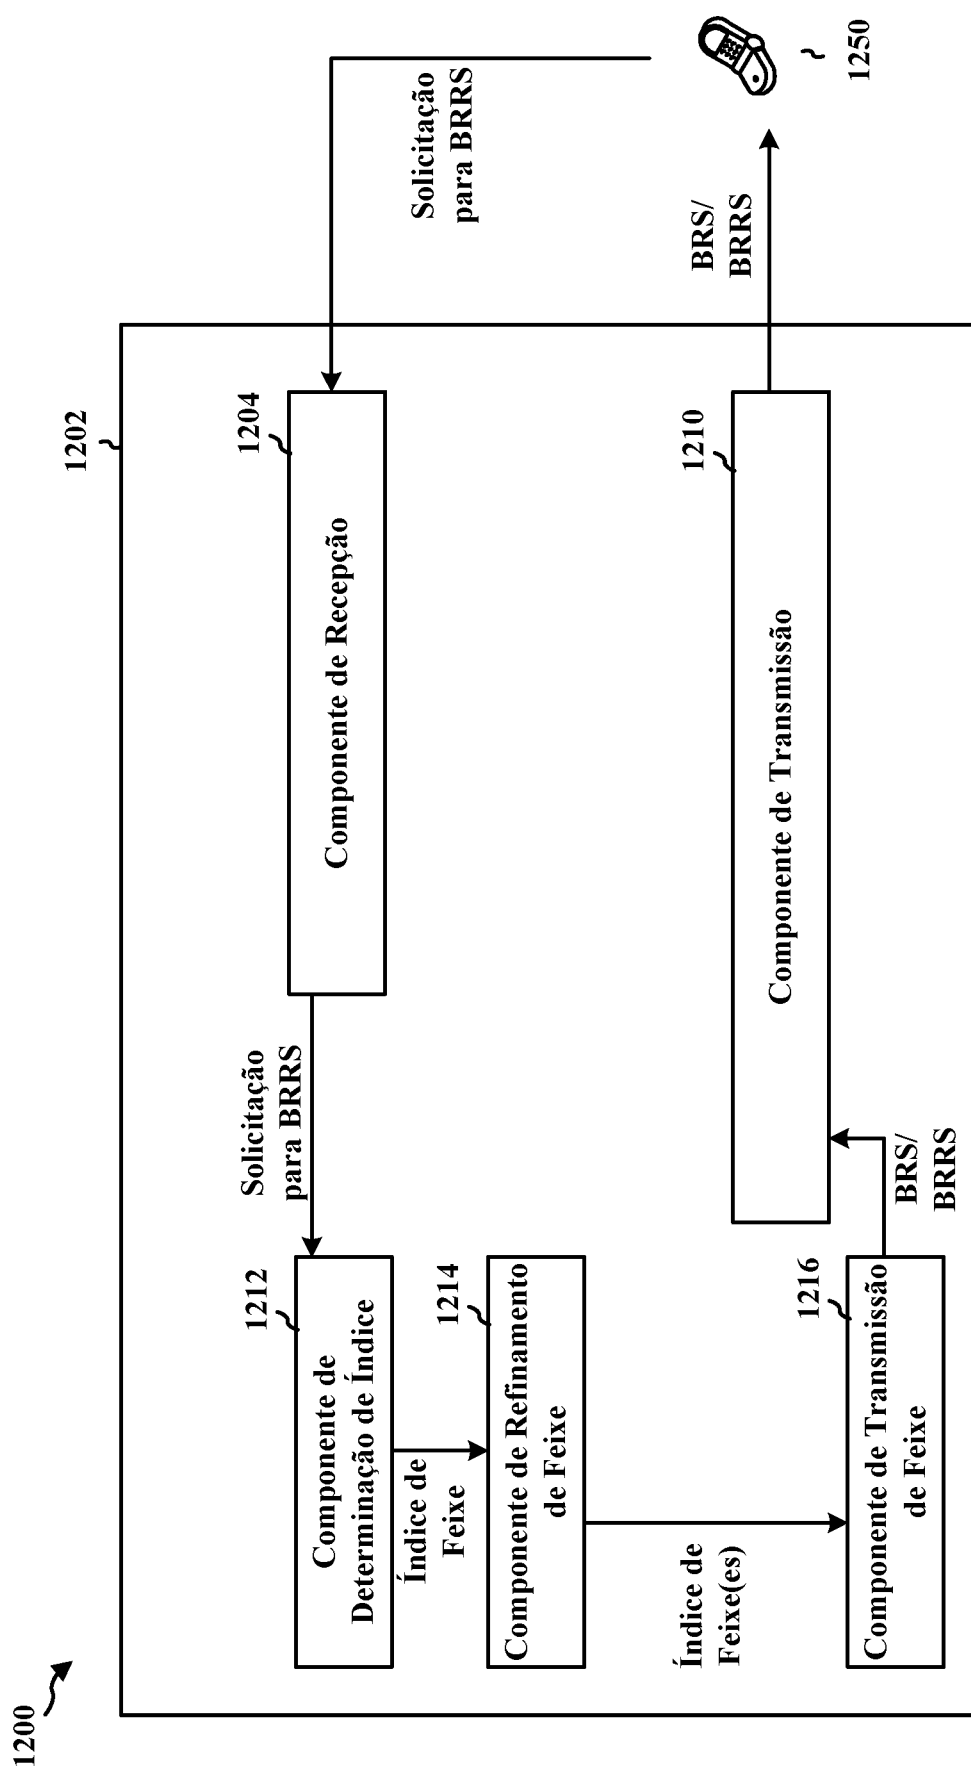 1200
1202
1212
Componente de
Determinação de Índice
Solicitação
para BRRS
1204
Componente de Recepção
Solicitação
para BRRS
Índice de
Feixe
1214
Componente de Refinamento
de Feixe
Índice de
Feixe(es)
1216
Componente de Transmissão
de Feixe
BRS/
BRRS
1210
Componente de Transmissão
BRS/
BRRS
1250